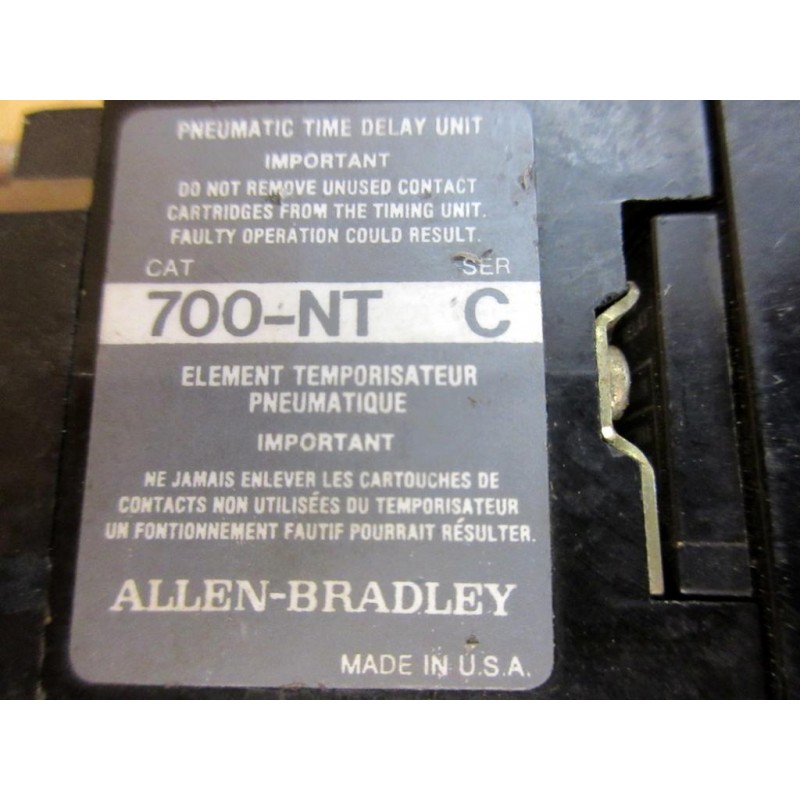 PNEUMATIC TIME DELAY UNIT
IMPORTANT
DO NOT REMOVE UNUSED CONTACT
CARTRIDGES FROM THE TIMING UNIT.
FAULTY OPERATION COULD RESULT.
CAT SER
700-NT C
ELEMENT TEMPORISATEUR
PNEUMATIQUE
IMPORTANT
NE JAMAIS ENLEVER LES CARTOUCHES DE
CONTACTS NON UTILISÉES DU TEMPORISATEUR
UN FONTIONNEMENT FAUTIF POURRAIT RÉSULTER.
ALLEN-BRADLEY
MADE IN U.S.A.